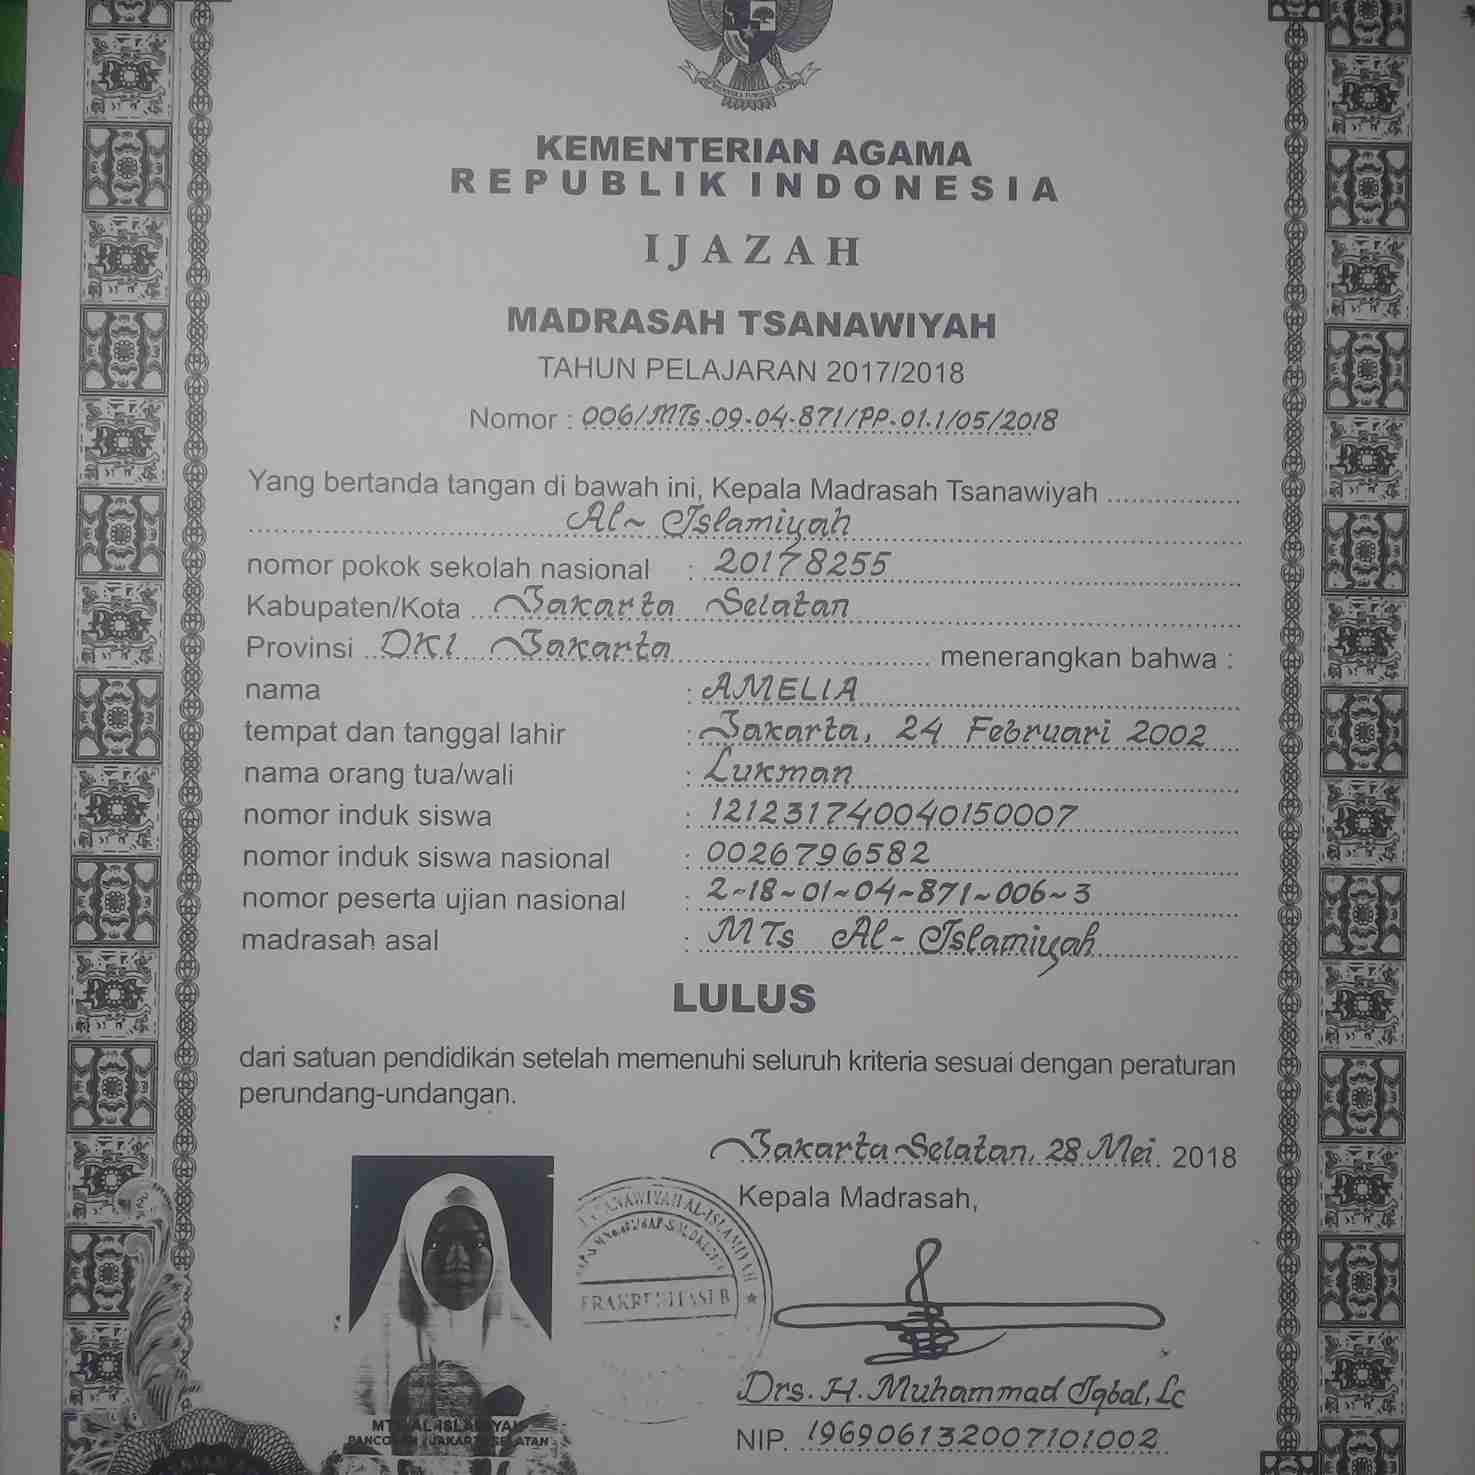 KEMENTERIAN AGAMA
REPUBLIK INDONESIA
IJAZAH
MADRASAH TSANAWIYAH
TAHUN PELAJARAN 2017/2018
Nomor : 006/MTs.09.04.871/PP.01.1/05/2018
Yang bertanda tangan di bawah ini, Kepala Madrasah Tsanawiyah
Al-Islamiyah
nomor pokok sekolah nasional : 20178255
Kabupaten/Kota Jakarta Selatan
Provinsi DKI Jakarta menerangkan bahwa :
nama : AMELIA
tempat dan tanggal lahir : Jakarta, 24 Februari 2002
nama orang tua/wali : Lukman
nomor induk siswa : 121231740040150007
nomor induk siswa nasional : 0026796582
nomor peserta ujian nasional : 2-18-01-04-871-006-3
madrasah asal : MTs Al-Islamiyah
LULUS
dari satuan pendidikan setelah memenuhi seluruh kriteria sesuai dengan peraturan
perundang-undangan.
Jakarta Selatan, 28 Mei 2018
Kepala Madrasah,
Drs. H. Muhammad Iqbal, Lc
NIP. 196906132007101002